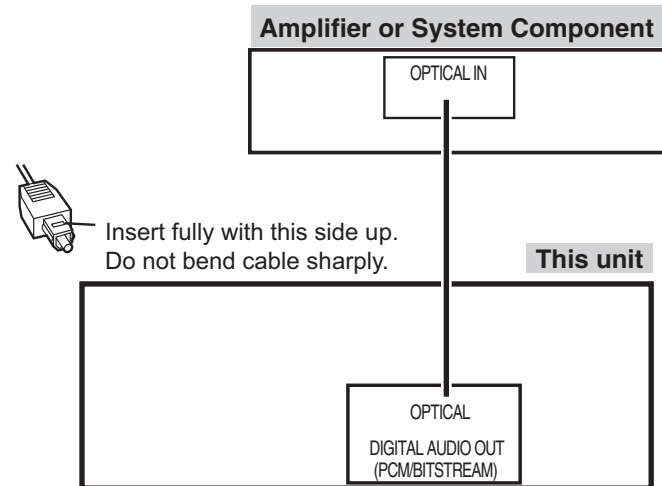 Amplifier or System Component
OPTICAL IN
Insert fully with this side up.
Do not bend cable sharply.
This unit
OPTICAL
DIGITAL AUDIO OUT
(PCM/BITSTREAM)